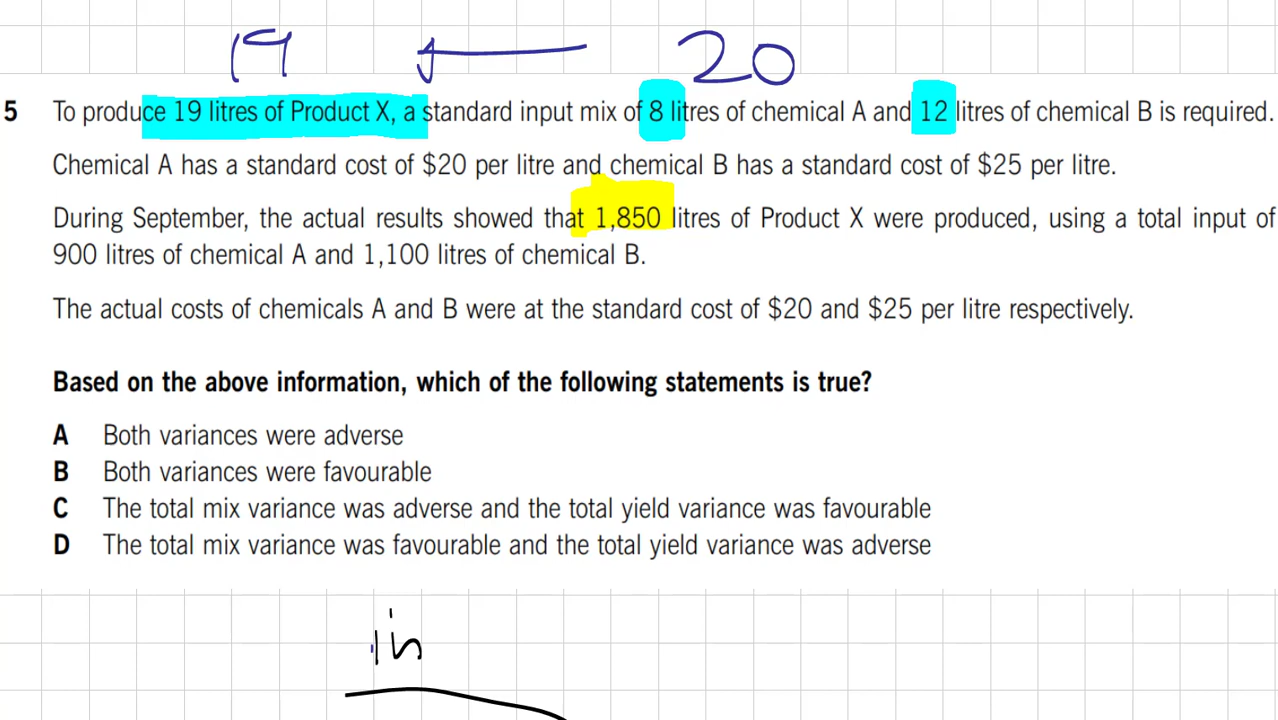 19 ← 20
5 To produce 19 litres of Product X, a standard input mix of 8 litres of chemical A and 12 litres of chemical B is required.
Chemical A has a standard cost of $20 per litre and chemical B has a standard cost of $25 per litre.
During September, the actual results showed that 1,850 litres of Product X were produced, using a total input of
900 litres of chemical A and 1,100 litres of chemical B.
The actual costs of chemicals A and B were at the standard cost of $20 and $25 per litre respectively.
Based on the above information, which of the following statements is true?
A Both variances were adverse
B Both variances were favourable
C The total mix variance was adverse and the total yield variance was favourable
D The total mix variance was favourable and the total yield variance was adverse
in